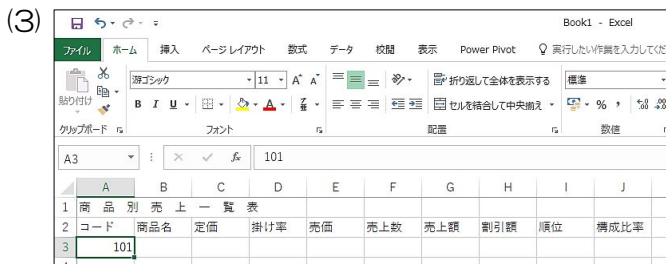 (3)
Book1 - Excel
ファイル ホーム 挿入 ページ レイアウト 数式 データ 校閲 表示 Power Pivot 実行したい作業を入力してくだ
貼り付け
游ゴシック 11 A A 折り返して全体を表示する 標準
B I U A セルを結合して中央揃え % , .0 .00
クリップボード フォント 配置 数値
A3 fx 101
A B C D E F G H I J
1 商 品 別 売 上 一 覧 表
2 コード 商品名 定価 掛け率 売価 売上数 売上額 割引額 順位 構成比率
3 101